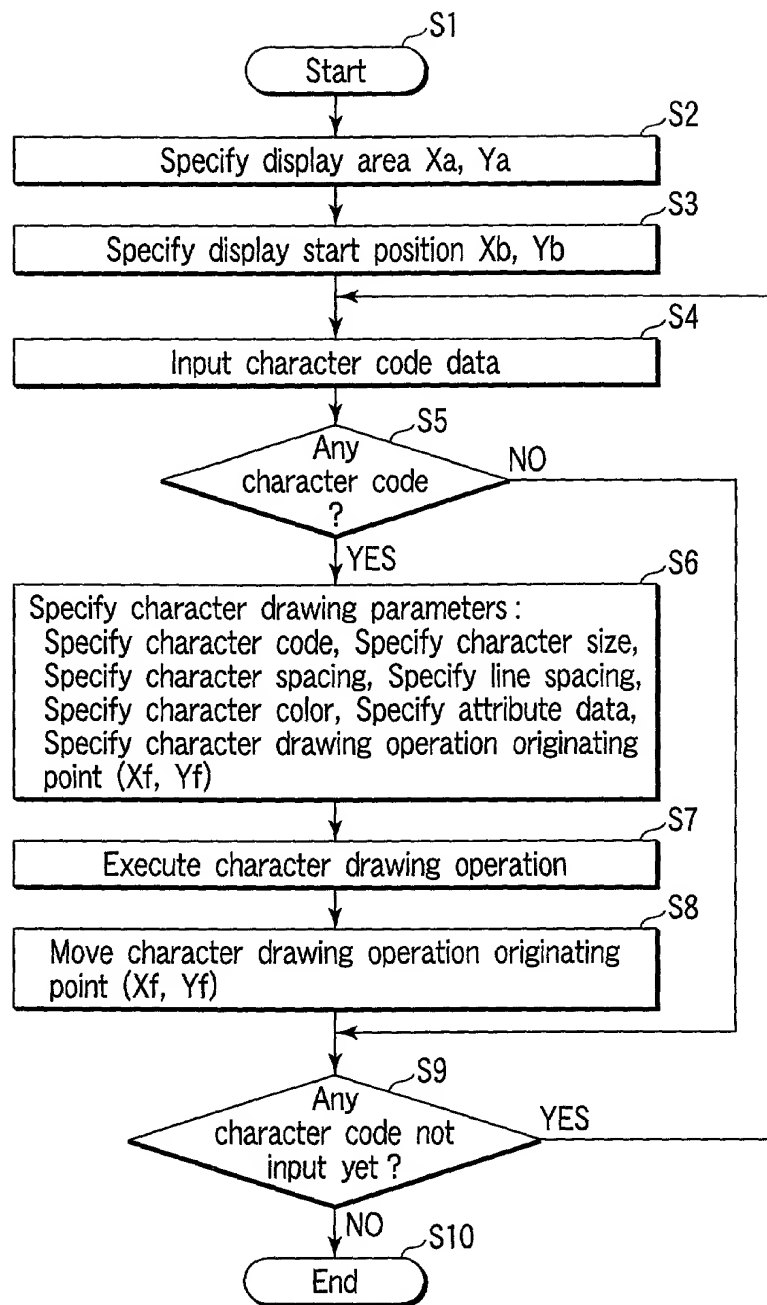 S1
Start
S2
Specify display area Xa, Ya
S3
Specify display start position Xb, Yb
S4
Input character code data
S5
Any
character code
?
NO
YES
S6
Specify character drawing parameters :
Specify character code, Specify character size,
Specify character spacing, Specify line spacing,
Specify character color, Specify attribute data,
Specify character drawing operation originating
point (Xf, Yf)
S7
Execute character drawing operation
S8
Move character drawing operation originating
point (Xf, Yf)
S9
Any
character code not
input yet ?
YES
NO
S10
End